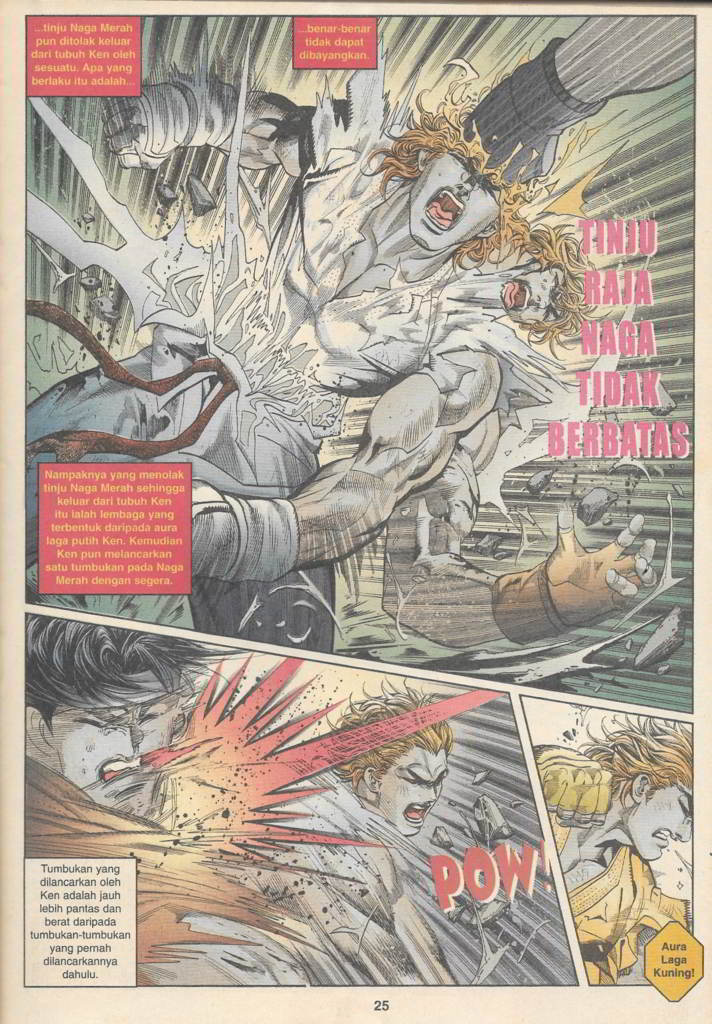 ...tinju Naga Merah
pun ditolak keluar
dari tubuh Ken oleh
sesuatu. Apa yang
berlaku itu adalah...
...benar-benar
tidak dapat
dibayangkan.
TINJU
RAJA
NAGA
TIDAK
BERBATAS
Nampaknya yang menolak
tinju Naga Merah sehingga
keluar dari tubuh Ken
itu ialah lembaga yang
terbentuk daripada aura
laga putih Ken. Kemudian
Ken pun melancarkan
satu tumbukan pada Naga
Merah dengan segera.
Tumbukan yang
dilancarkan oleh
Ken adalah jauh
lebih pantas dan
berat daripada
tumbukan-tumbukan
yang pernah
dilancarkannya
dahulu.
POW!
Aura
Laga
Kuning!
25